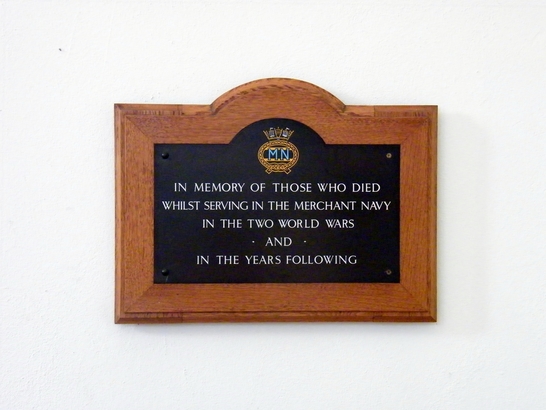 MN
IN MEMORY OF THOSE WHO DIED
WHILST SERVING IN THE MERCHANT NAVY
IN THE TWO WORLD WARS
· AND ·
IN THE YEARS FOLLOWING